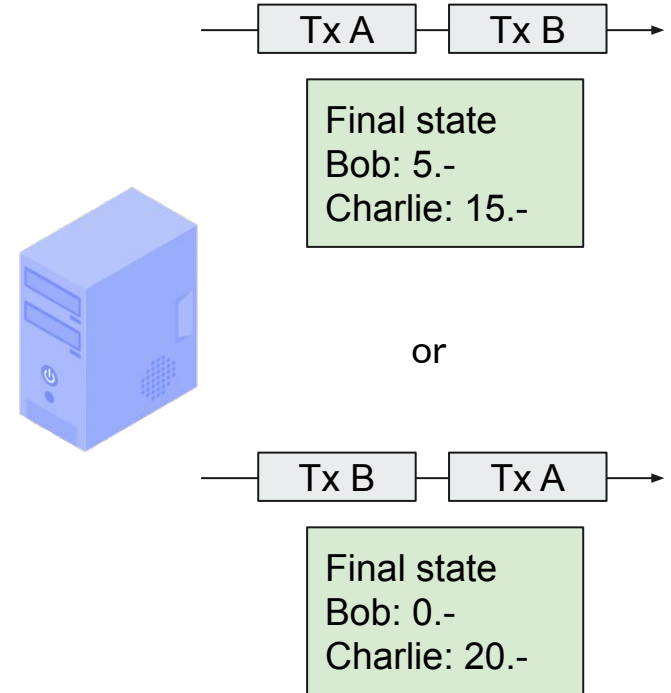 Tx A Tx B
Final state
Bob: 5.-
Charlie: 15.-
or
Tx B Tx A
Final state
Bob: 0.-
Charlie: 20.-